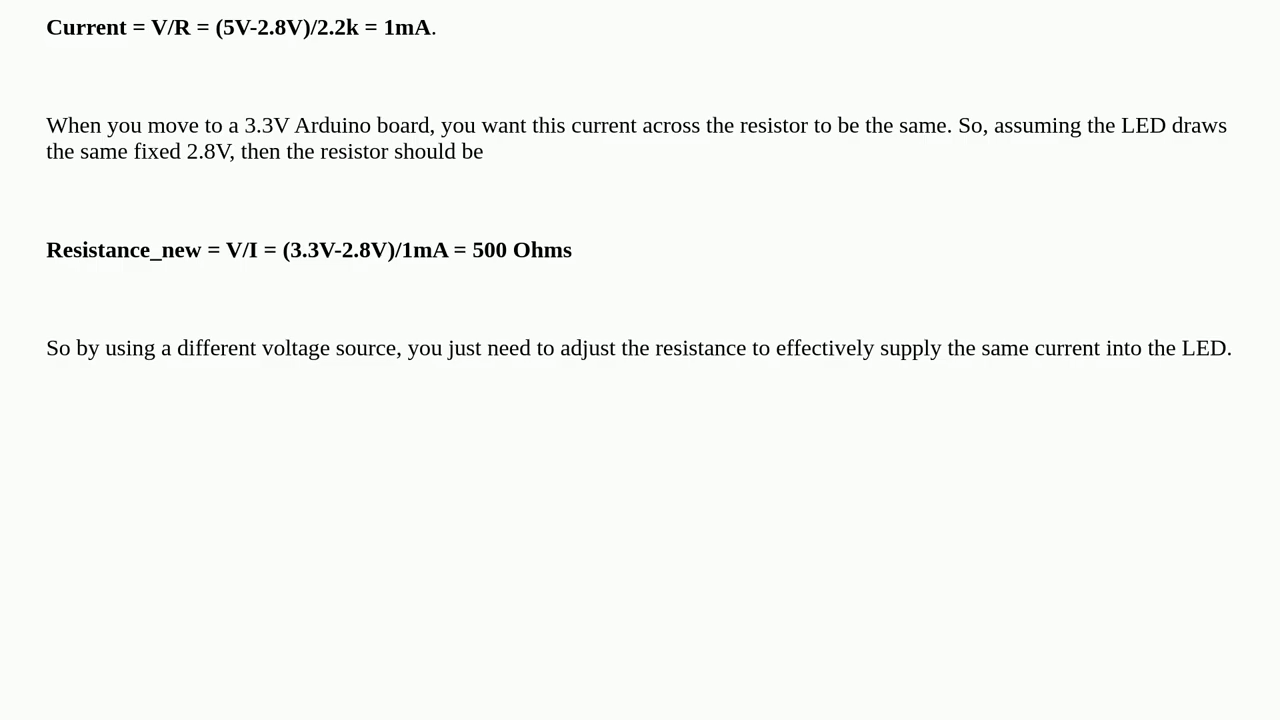 Current = V/R = (5V-2.8V)/2.2k = 1mA.
When you move to a 3.3V Arduino board, you want this current across the resistor to be the same. So, assuming the LED draws
the same fixed 2.8V, then the resistor should be
Resistance_new = V/I = (3.3V-2.8V)/1mA = 500 Ohms
So by using a different voltage source, you just need to adjust the resistance to effectively supply the same current into the LED.